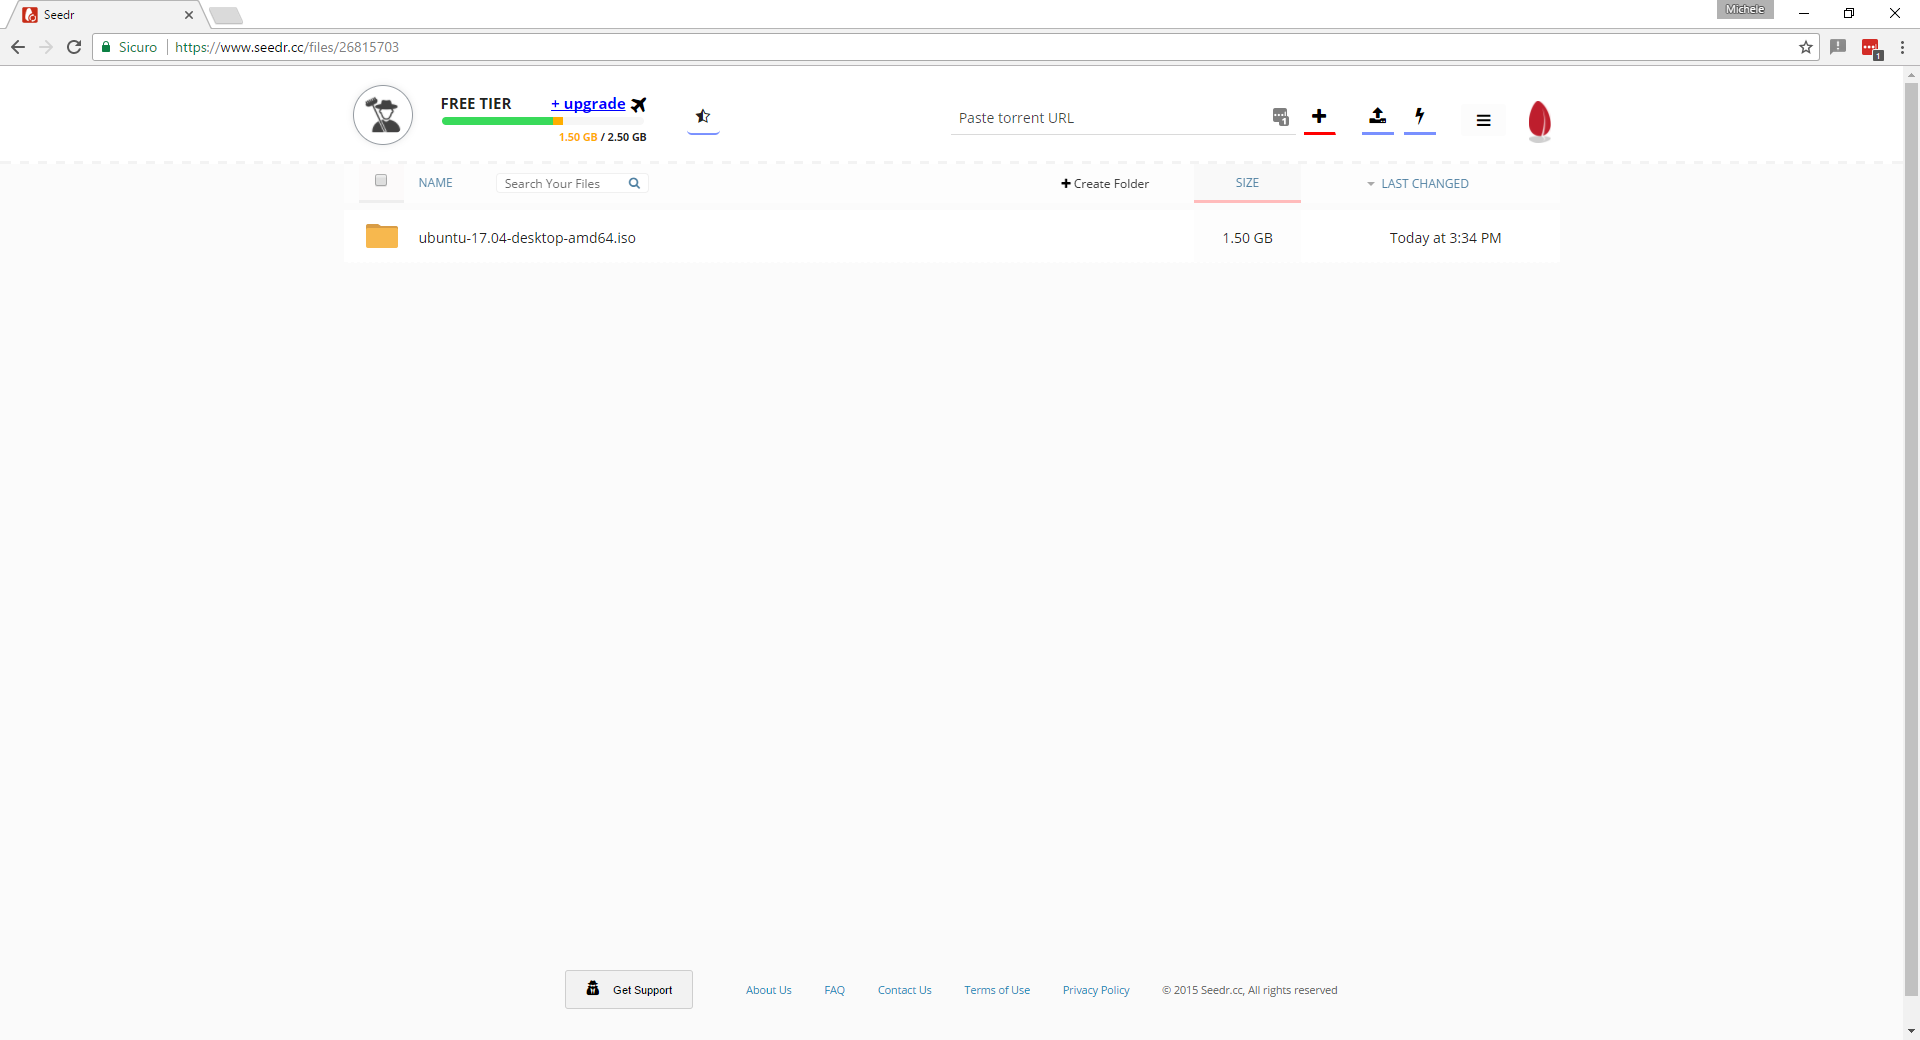 Seedr
Michele
Sicuro
https://www.seedr.cc/files/26815703
1
FREE TIER
+ upgrade
1.50 GB / 2.50 GB
Paste torrent URL
1
NAME
Search Your Files
Create Folder
SIZE
LAST CHANGED
ubuntu-17.04-desktop-amd64.iso
1.50 GB
Today at 3:34 PM
Get Support
About Us
FAQ
Contact Us
Terms of Use
Privacy Policy
© 2015 Seedr.cc, All rights reserved